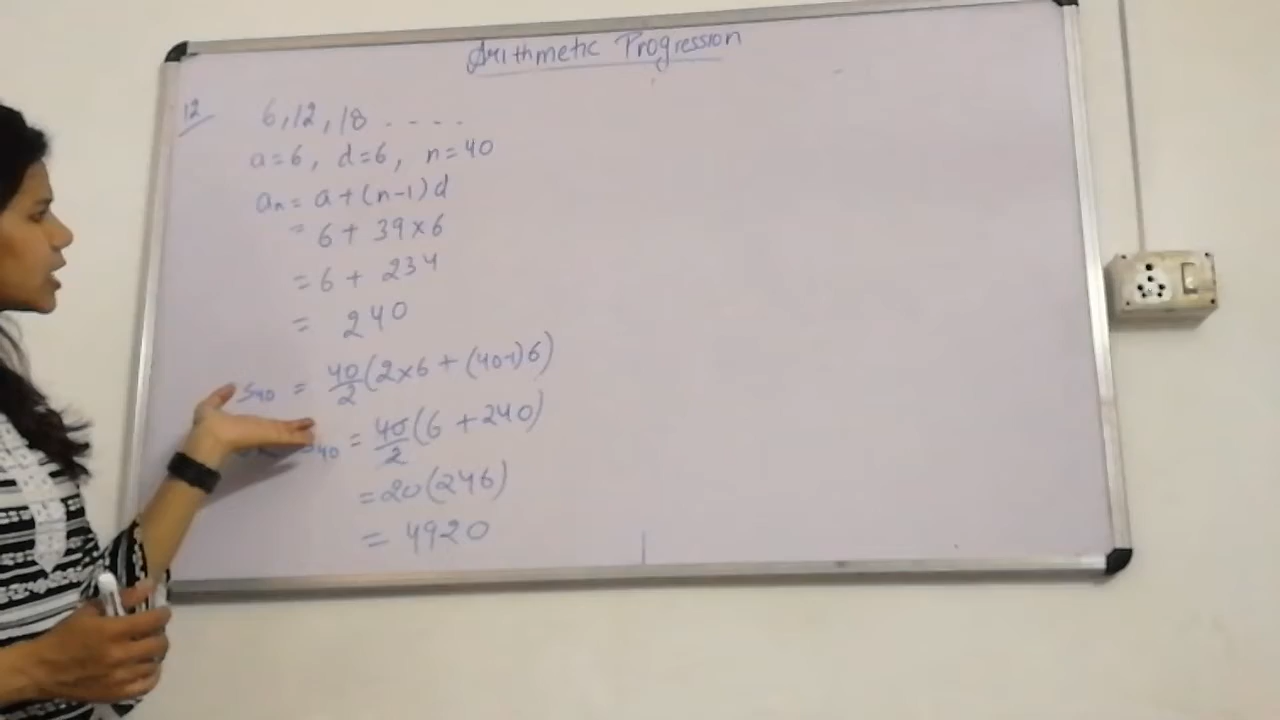 Arithmetic Progression
12
6, 12, 18 - - - -
a=6, d=6, n=40
aₙ = a+(n-1)d
= 6+ 39×6
= 6+ 234
= 240
S₄₀ = 40/2(2×6 + (40-1)6)
₄₀ = 40/2(6 + 240)
= 20(246)
= 4920